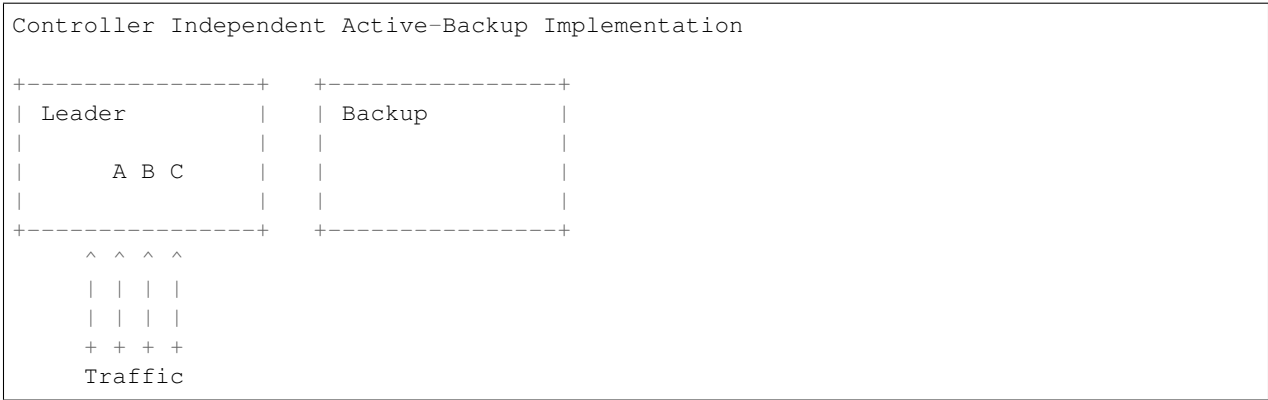 Controller Independent Active-Backup Implementation
+----------------+   +----------------+
| Leader         |   | Backup         |
|                |   |                |
|      A B C     |   |                |
|                |   |                |
+----------------+   +----------------+
     ^ ^ ^ ^
     | | | |
     | | | |
     + + + +
     Traffic